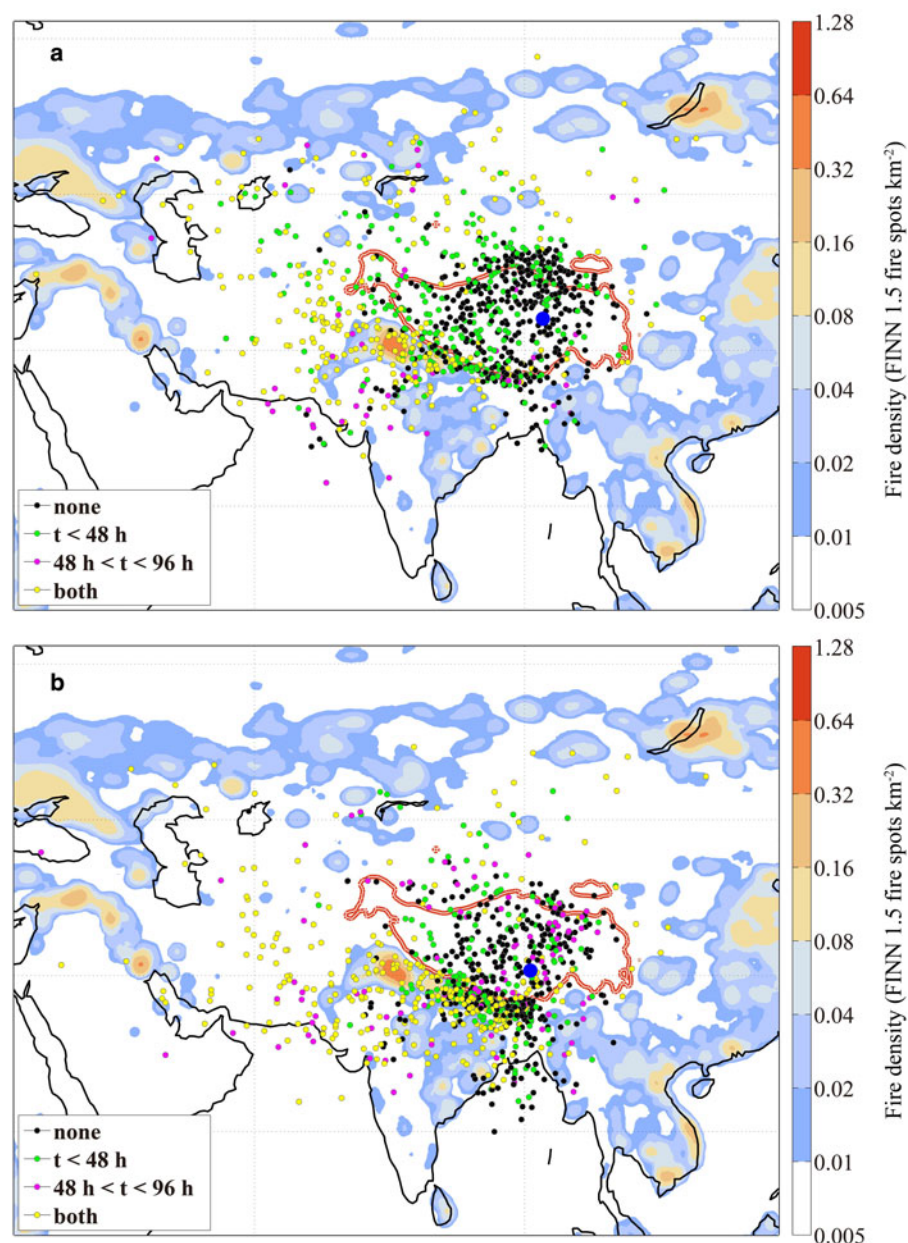 a
none
t < 48 h
48 h < t < 96 h
both
1.28
0.64
0.32
0.16
0.08
0.04
0.02
0.01
0.005
Fire density (FINN 1.5 fire spots km-2)
b
none
t < 48 h
48 h < t < 96 h
both
1.28
0.64
0.32
0.16
0.08
0.04
0.02
0.01
0.005
Fire density (FINN 1.5 fire spots km-2)